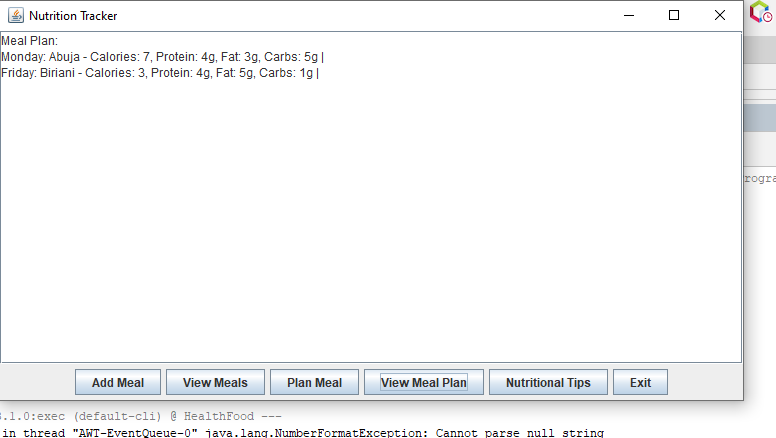 Nutrition Tracker
Meal Plan:
Monday: Abuja - Calories: 7, Protein: 4g, Fat: 3g, Carbs: 5g |
Friday: Biriani - Calories: 3, Protein: 4g, Fat: 5g, Carbs: 1g |
rogra
Add Meal View Meals Plan Meal View Meal Plan Nutritional Tips Exit
.1.0:exec (default-cli) @ HealthFood ---
in thread "AWT-EventQueue-0" java.lang.NumberFormatException: Cannot parse null string